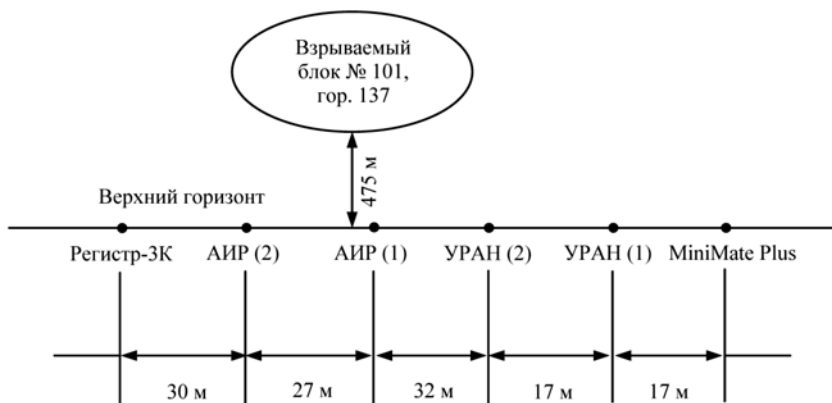 Взрываемый
блок № 101,
гор. 137
475 м
Верхний горизонт
Регистр-3К АИР (2) АИР (1) УРАН (2) УРАН (1) MiniMate Plus
30 м 27 м 32 м 17 м 17 м